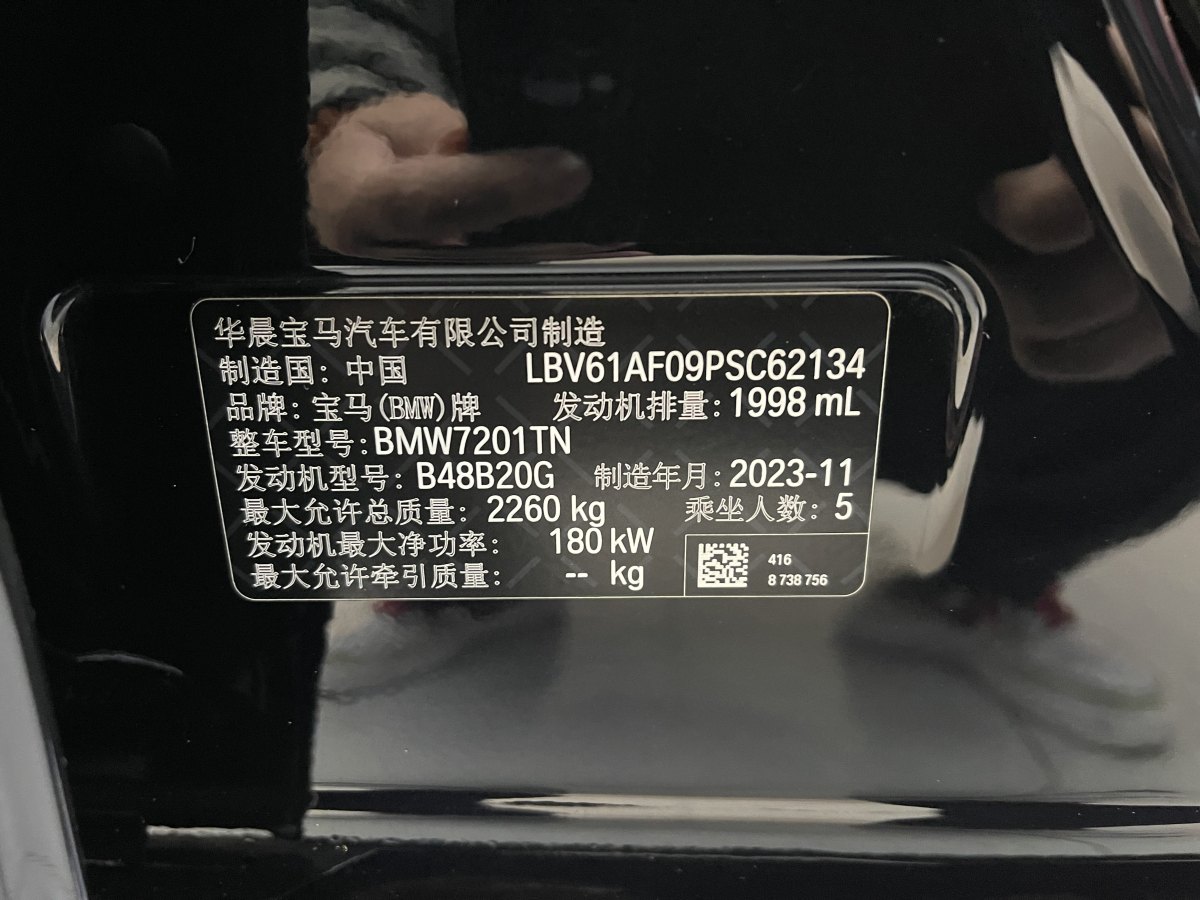 华晨宝马汽车有限公司制造
制造国：中国 LBV61AF09PSC62134
品牌：宝马(BMW)牌 发动机排量：1998 mL
整车型号：BMW7201TN
发动机型号：B48B20G 制造年月：2023-11
最大允许总质量：2260 kg 乘坐人数：5
发动机最大净功率： 180 kW
最大允许牵引质量： -- kg
416
8 738 756